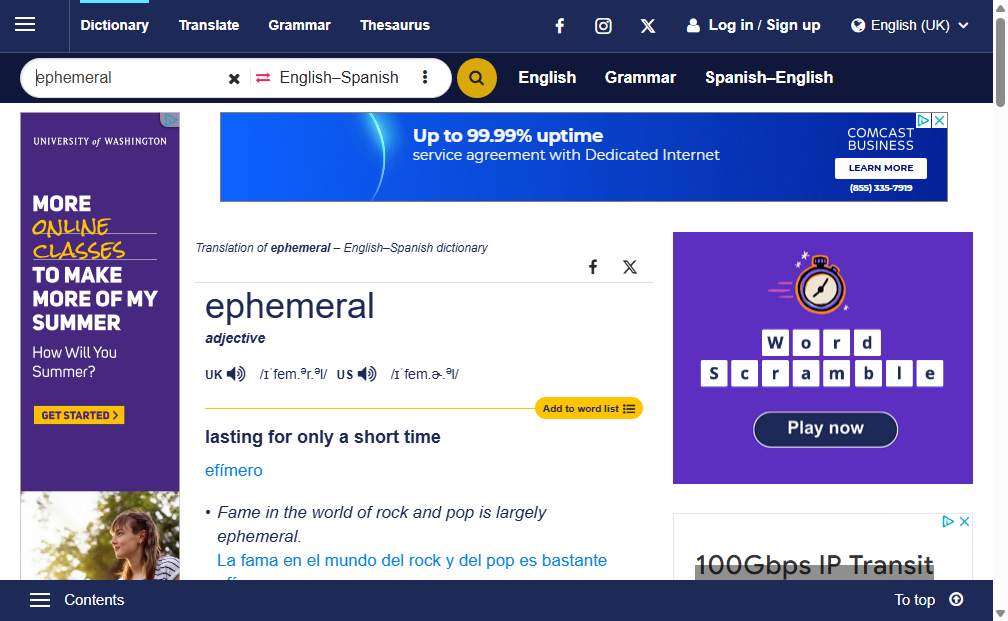 Dictionary Translate Grammar Thesaurus Log in / Sign up English (UK)
ephemeral English–Spanish English Grammar Spanish–English
UNIVERSITY of WASHINGTON
MORE
ONLINE
CLASSES
TO MAKE
MORE OF MY
SUMMER
How Will You
Summer?
GET STARTED >
Up to 99.99% uptime
service agreement with Dedicated Internet
COMCAST
BUSINESS
LEARN MORE
(855) 335-7919
Translation of ephemeral – English–Spanish dictionary
ephemeral
adjective
UK /ɪˈfem.ᵊr.ᵊl/ US /ɪˈfem.ɚ.ᵊl/
Add to word list
lasting for only a short time
efímero
• Fame in the world of rock and pop is largely
ephemeral.
La fama en el mundo del rock y del pop es bastante
Word
Scramble
Play now
100Gbps IP Transit
Contents To top